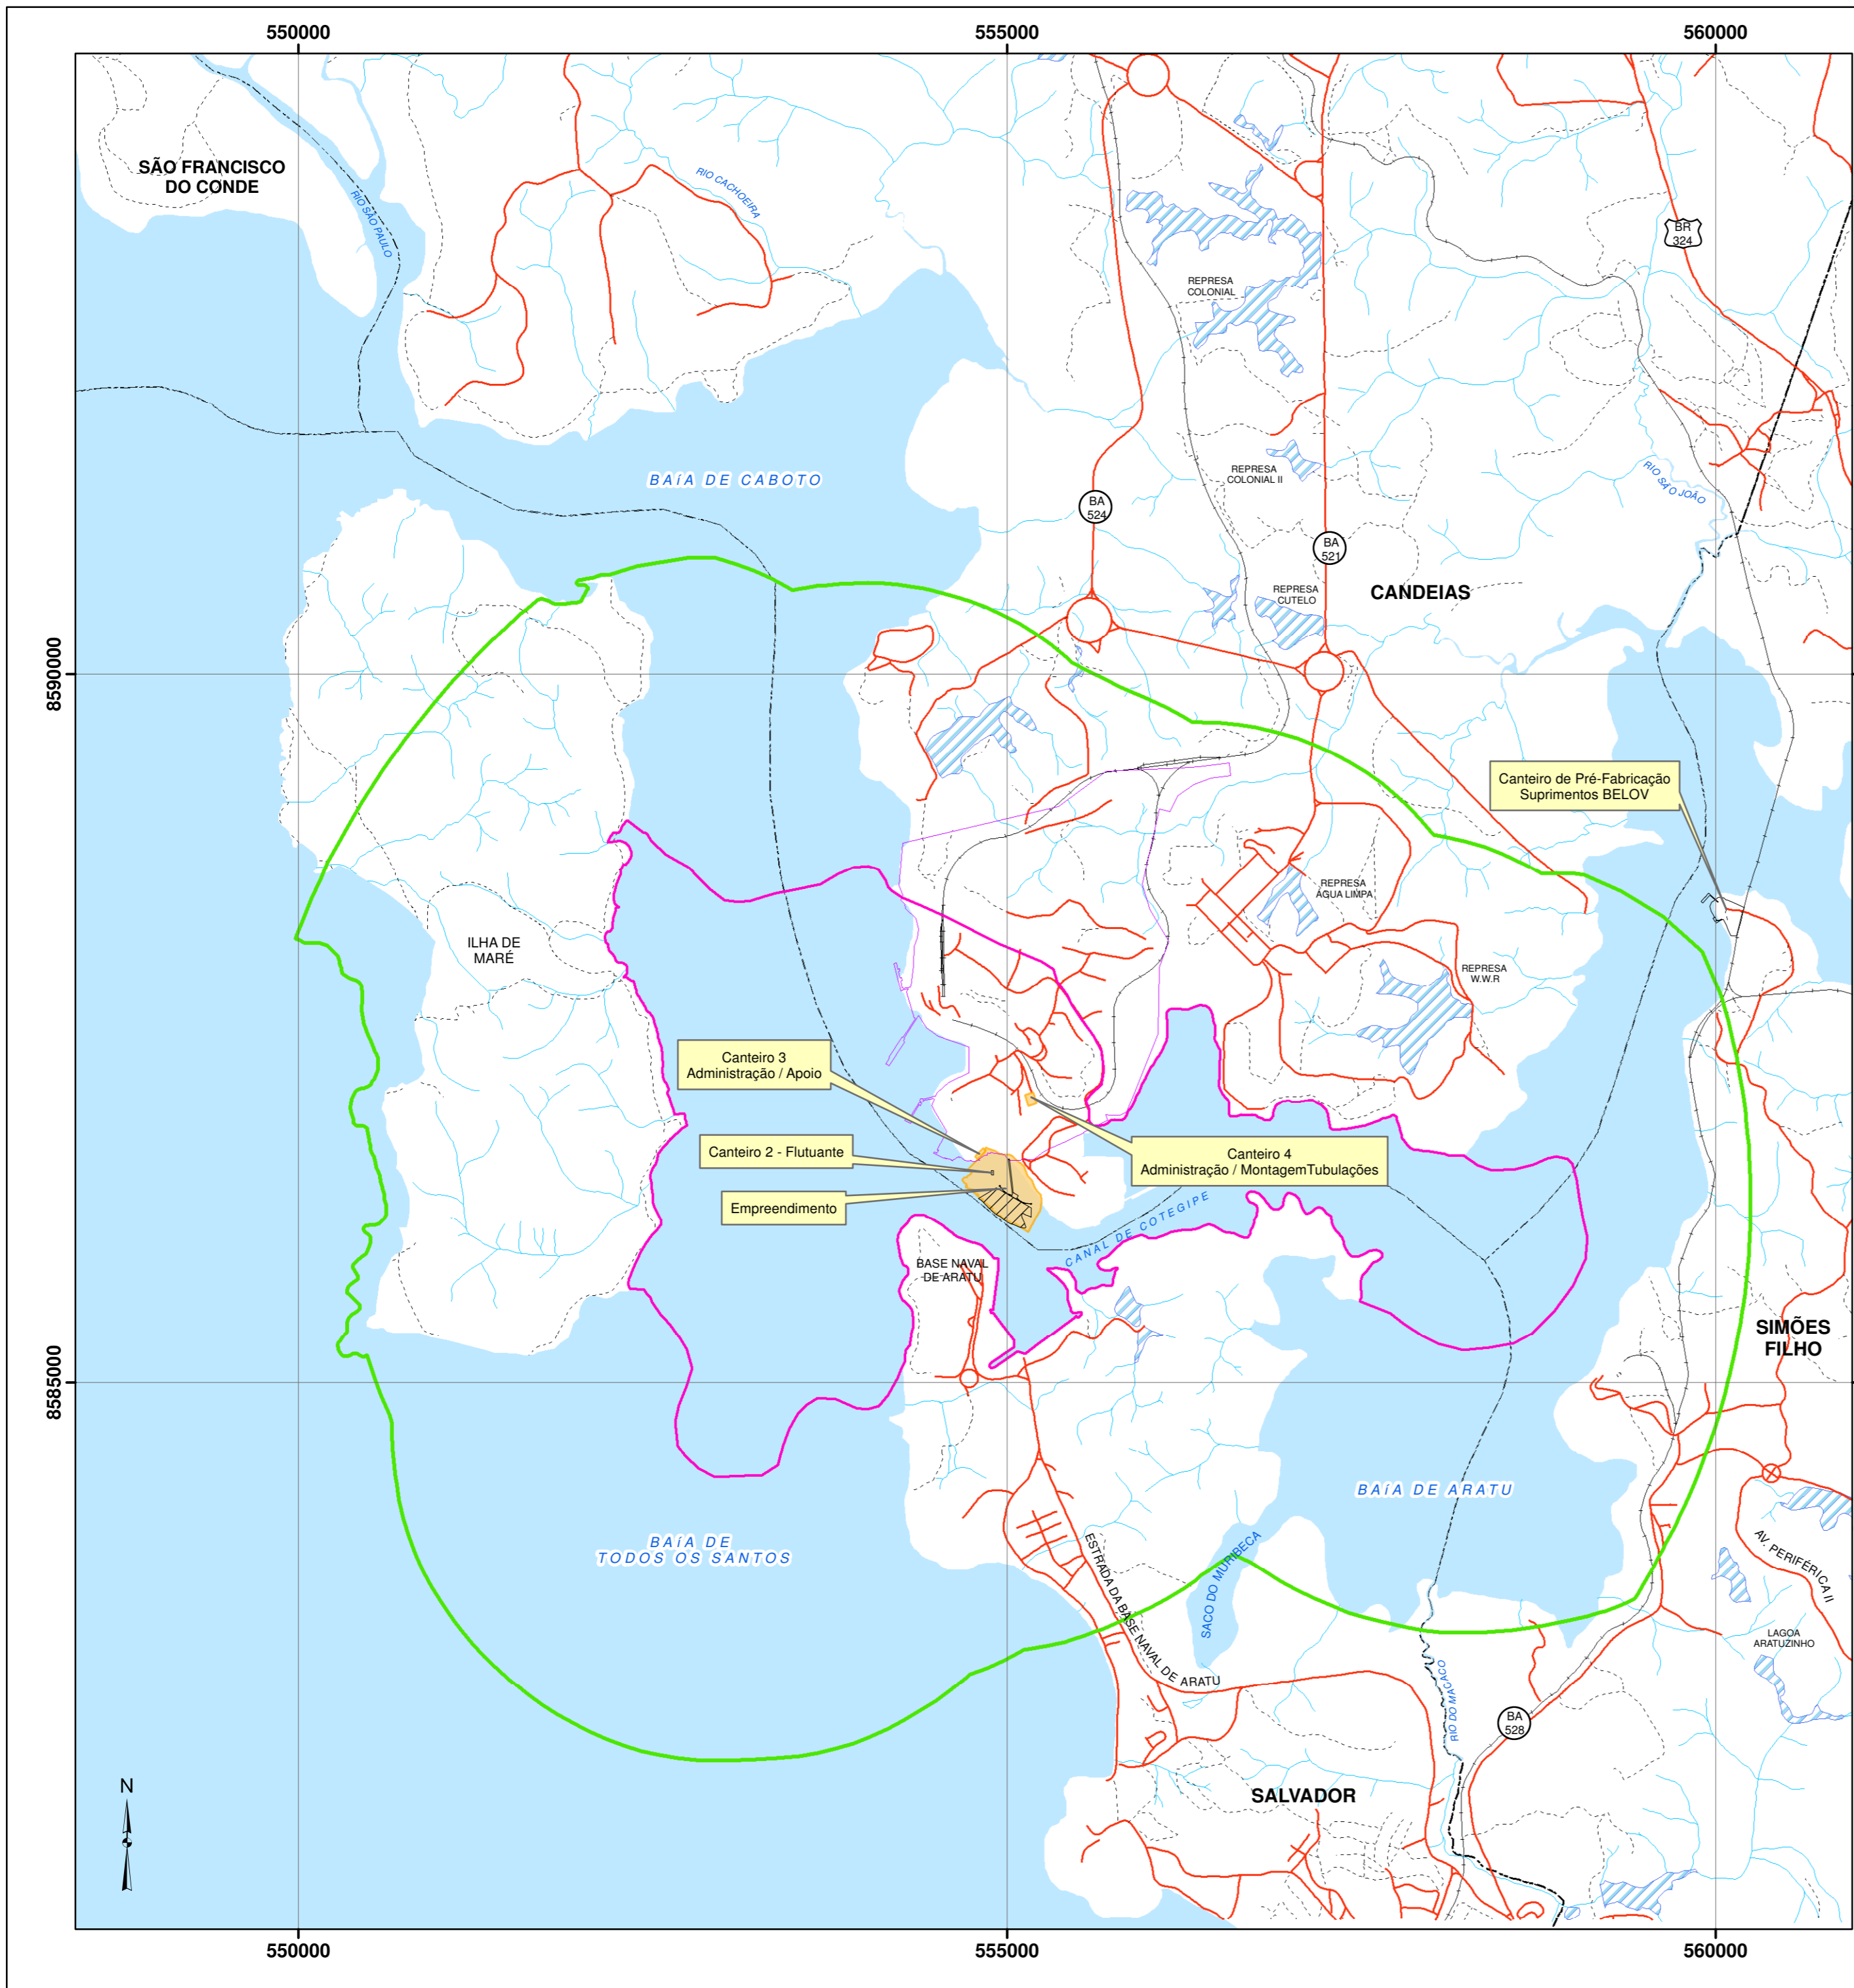 550000
555000
560000
SÃO FRANCISCO
DO CONDE
RIO SÃO PAULO
RIO CACHOEIRA
BR
324
REPRESA
COLONIAL
BAíA DE CABOTO
REPRESA
COLONIAL II
RIO SÃO JOÃO
BA
524
BA
521
REPRESA
CUTELO
CANDEIAS
8590000
Canteiro de Pré-Fabricação
Suprimentos BELOV
REPRESA
ÁGUA LIMPA
ILHA DE
MARÉ
REPRESA
W.W.R
Canteiro 3
Administração / Apoio
Canteiro 2 - Flutuante
Canteiro 4
Administração / MontagemTubulações
Empreendimento
CANAL DE COTEGIPE
BASE NAVAL
DE ARATU
SIMÕES
FILHO
8585000
BAíA DE ARATU
BAíA DE
TODOS OS SANTOS
ESTRADA DA BASE NAVAL DE ARATU
SACO DO MURIBECA
AV. PERIFÉRICA II
LAGOA
ARATUZINHO
RIO DO MACACO
BA
528
N
SALVADOR
550000
555000
560000